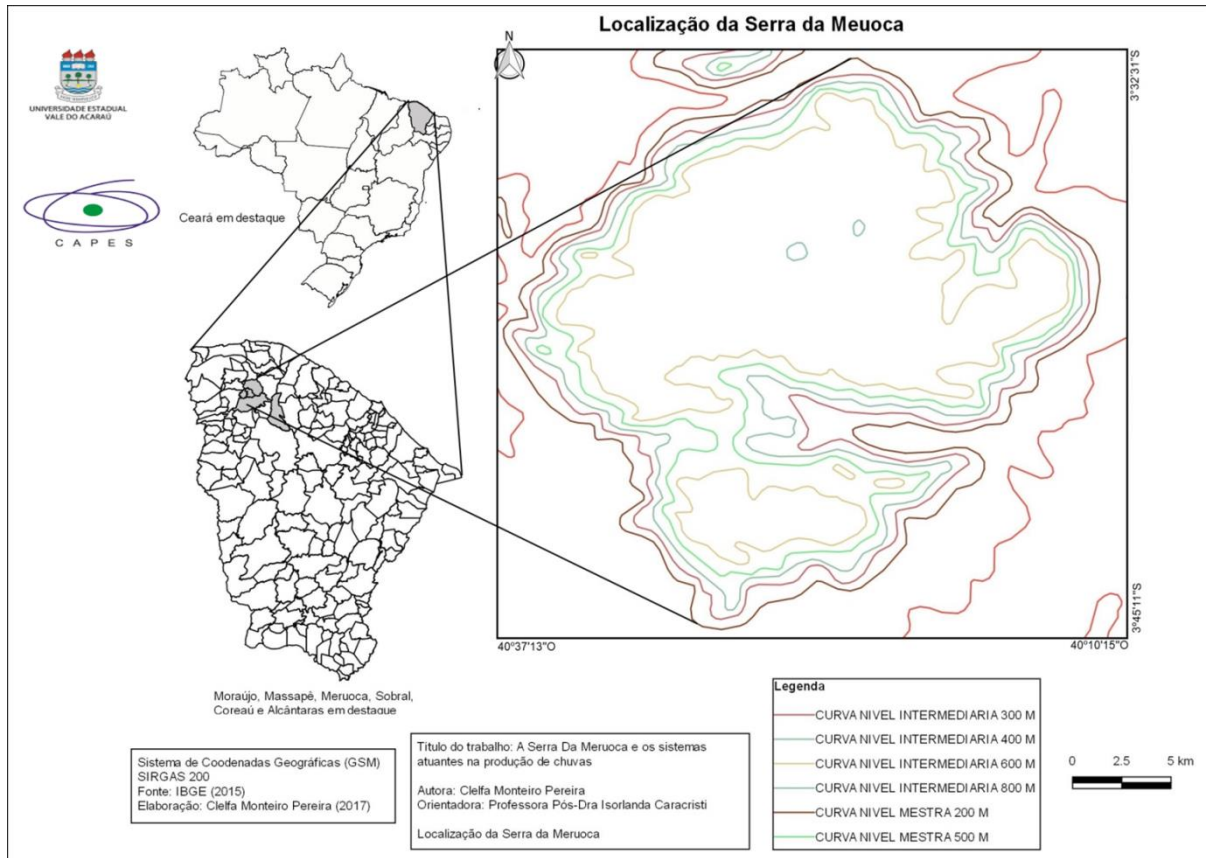 Localização da Serra da Meuoca
N
UNIVERSIDADE ESTADUAL
VALE DO ACARAÚ
CAPES
Ceará em destaque
3°32'31"S
3°45'11"S
40°37'13"O
40°10'15"O
Moraújo, Massapê, Meruoca, Sobral,
Coreaú e Alcântaras em destaque
Sistema de Coodenadas Geográficas (GSM)
SIRGAS 200
Fonte: IBGE (2015)
Elaboração: Clelfa Monteiro Pereira (2017)
Titulo do trabalho: A Serra Da Meruoca e os sistemas
atuantes na produção de chuvas
Autora: Clelfa Monteiro Pereira
Orientadora: Professora Pós-Dra Isorlanda Caracristi
Localização da Serra da Meruoca
Legenda
CURVA NIVEL INTERMEDIARIA 300 M
CURVA NIVEL INTERMEDIARIA 400 M
CURVA NIVEL INTERMEDIARIA 600 M
CURVA NIVEL INTERMEDIARIA 800 M
CURVA NIVEL MESTRA 200 M
CURVA NIVEL MESTRA 500 M
0 2.5 5 km